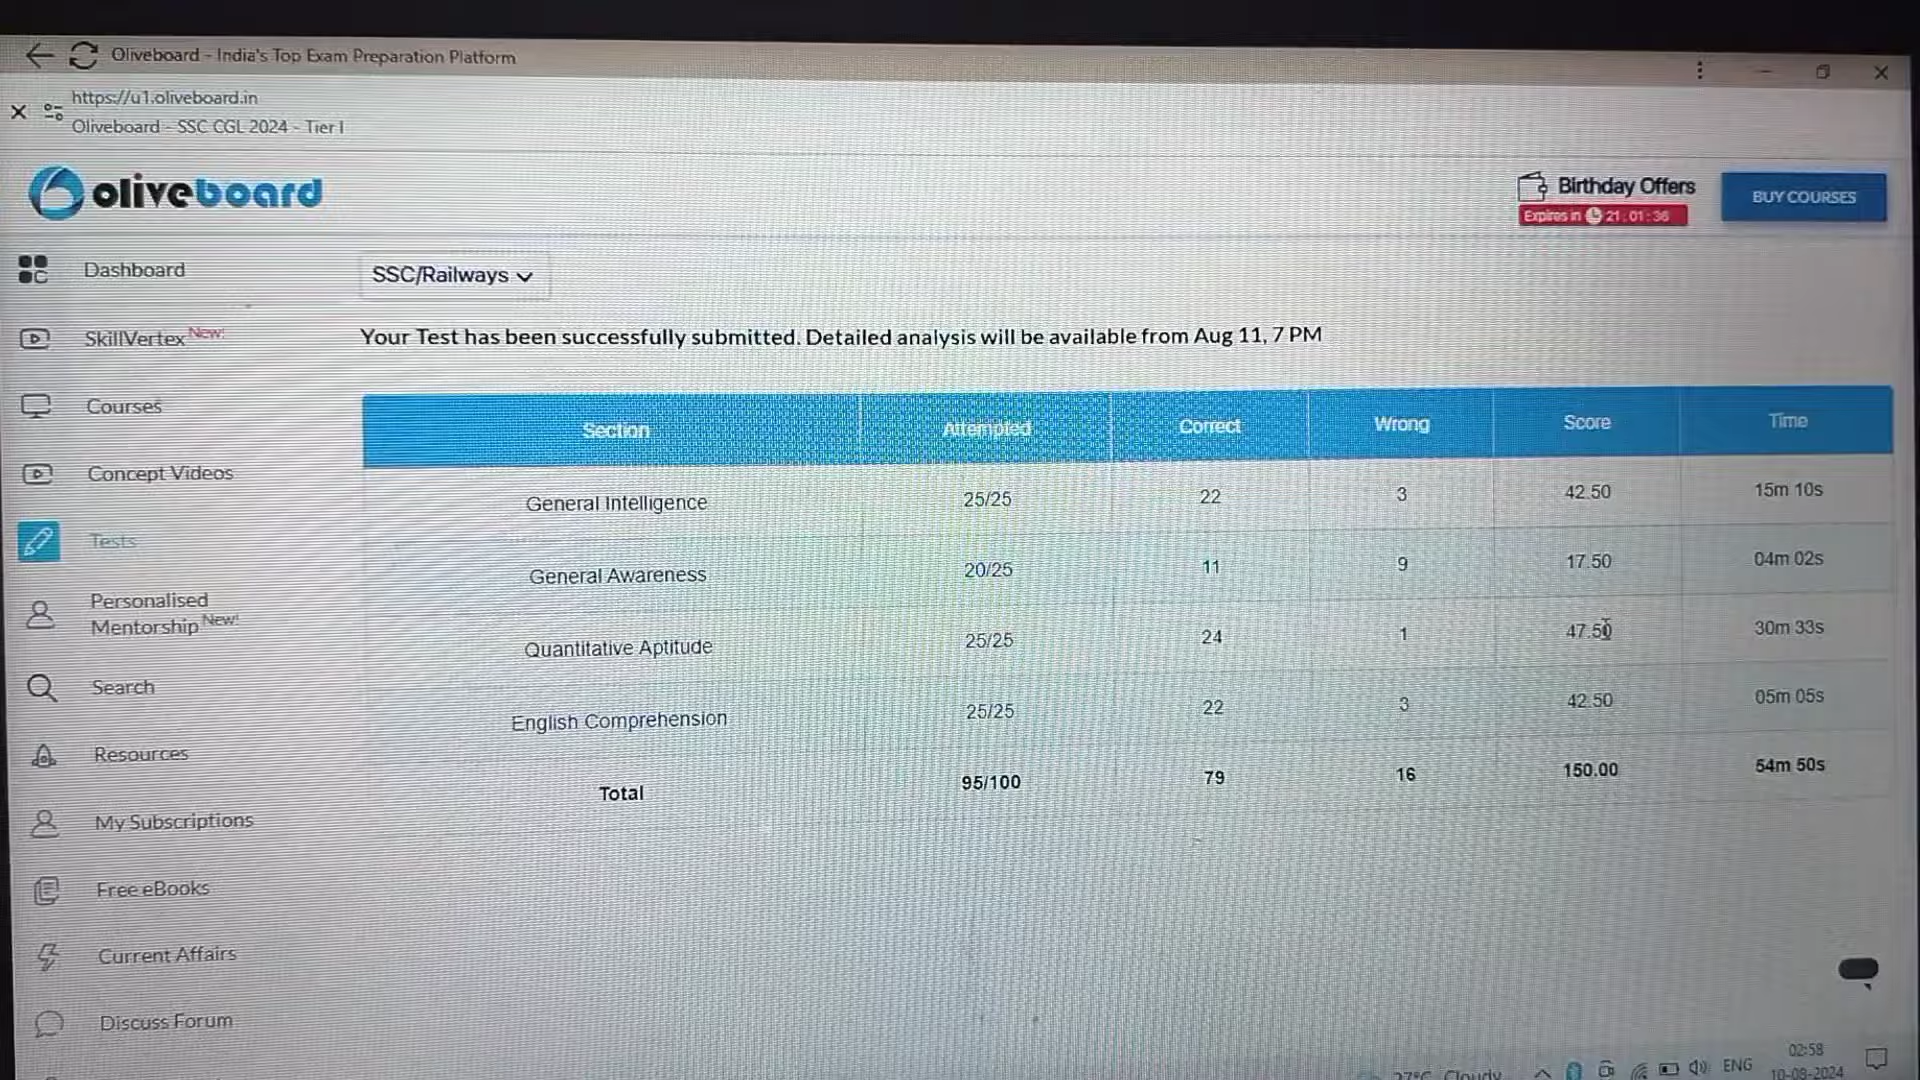 Oliveboard - India's Top Exam Preparation Platform
https://u1.oliveboard.in
Oliveboard - SSC CGL 2024 - Tier I
oliveboard
Birthday Offers
Expires in 21:01:36
BUY COURSES
Dashboard
SkillVertex New!
Courses
Concept Videos
Tests
Personalised
Mentorship New!
Search
Resources
My Subscriptions
Free eBooks
Current Affairs
Discuss Forum
SSC/Railways
Your Test has been successfully submitted. Detailed analysis will be available from Aug 11, 7 PM
Section Attempted Correct Wrong Score Time
General Intelligence 25/25 22 3 42.50 15m 10s
General Awareness 20/25 11 9 17.50 04m 02s
Quantitative Aptitude 25/25 24 1 47.50 30m 33s
English Comprehension 25/25 22 3 42.50 05m 05s
Total 95/100 79 16 150.00 54m 50s
27°C Cloudy
ENG
02:58
10-08-2024